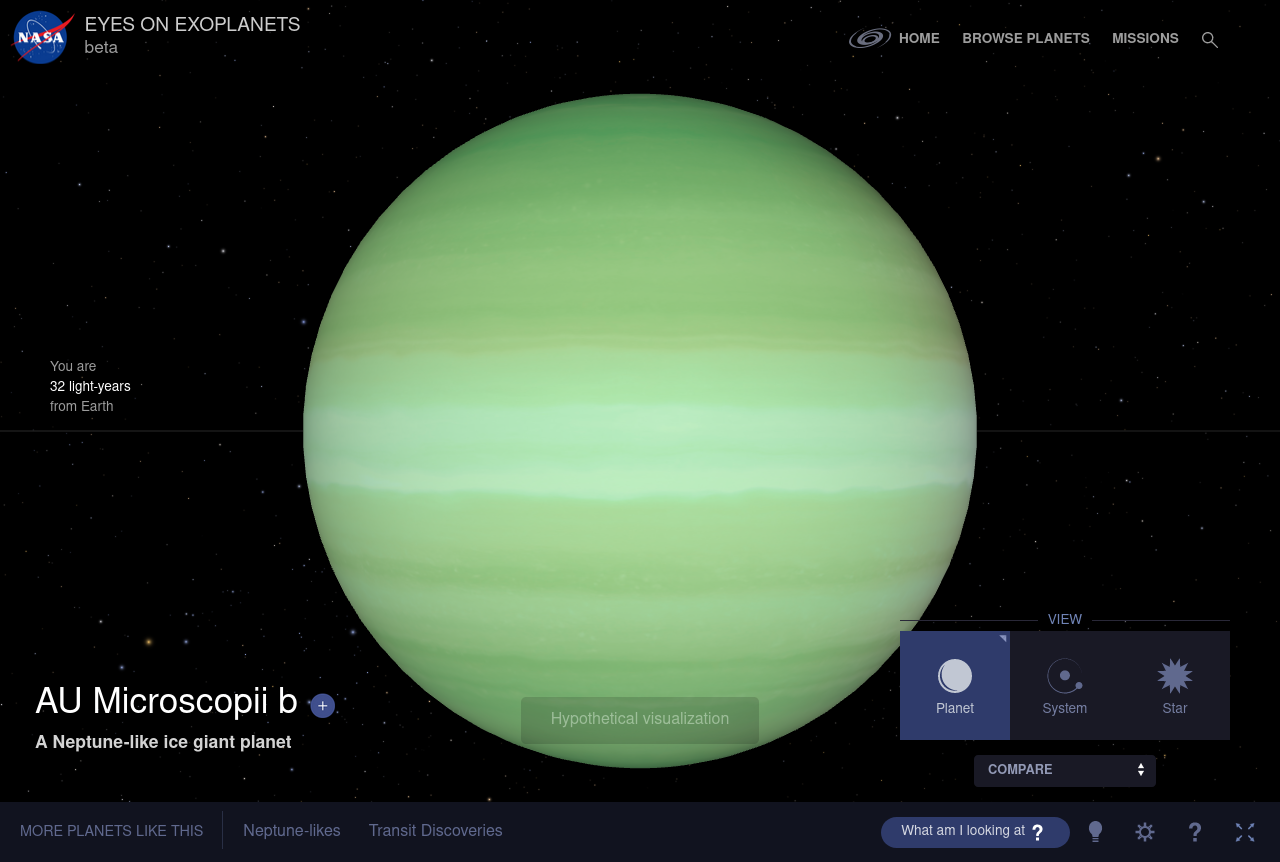 NASA
EYES ON EXOPLANETS
beta
HOME
BROWSE PLANETS
MISSIONS
You are
32 light-years
from Earth
VIEW
Planet
System
Star
AU Microscopii b +
A Neptune-like ice giant planet
Hypothetical visualization
COMPARE
MORE PLANETS LIKE THIS
Neptune-likes
Transit Discoveries
What am I looking at ?
?